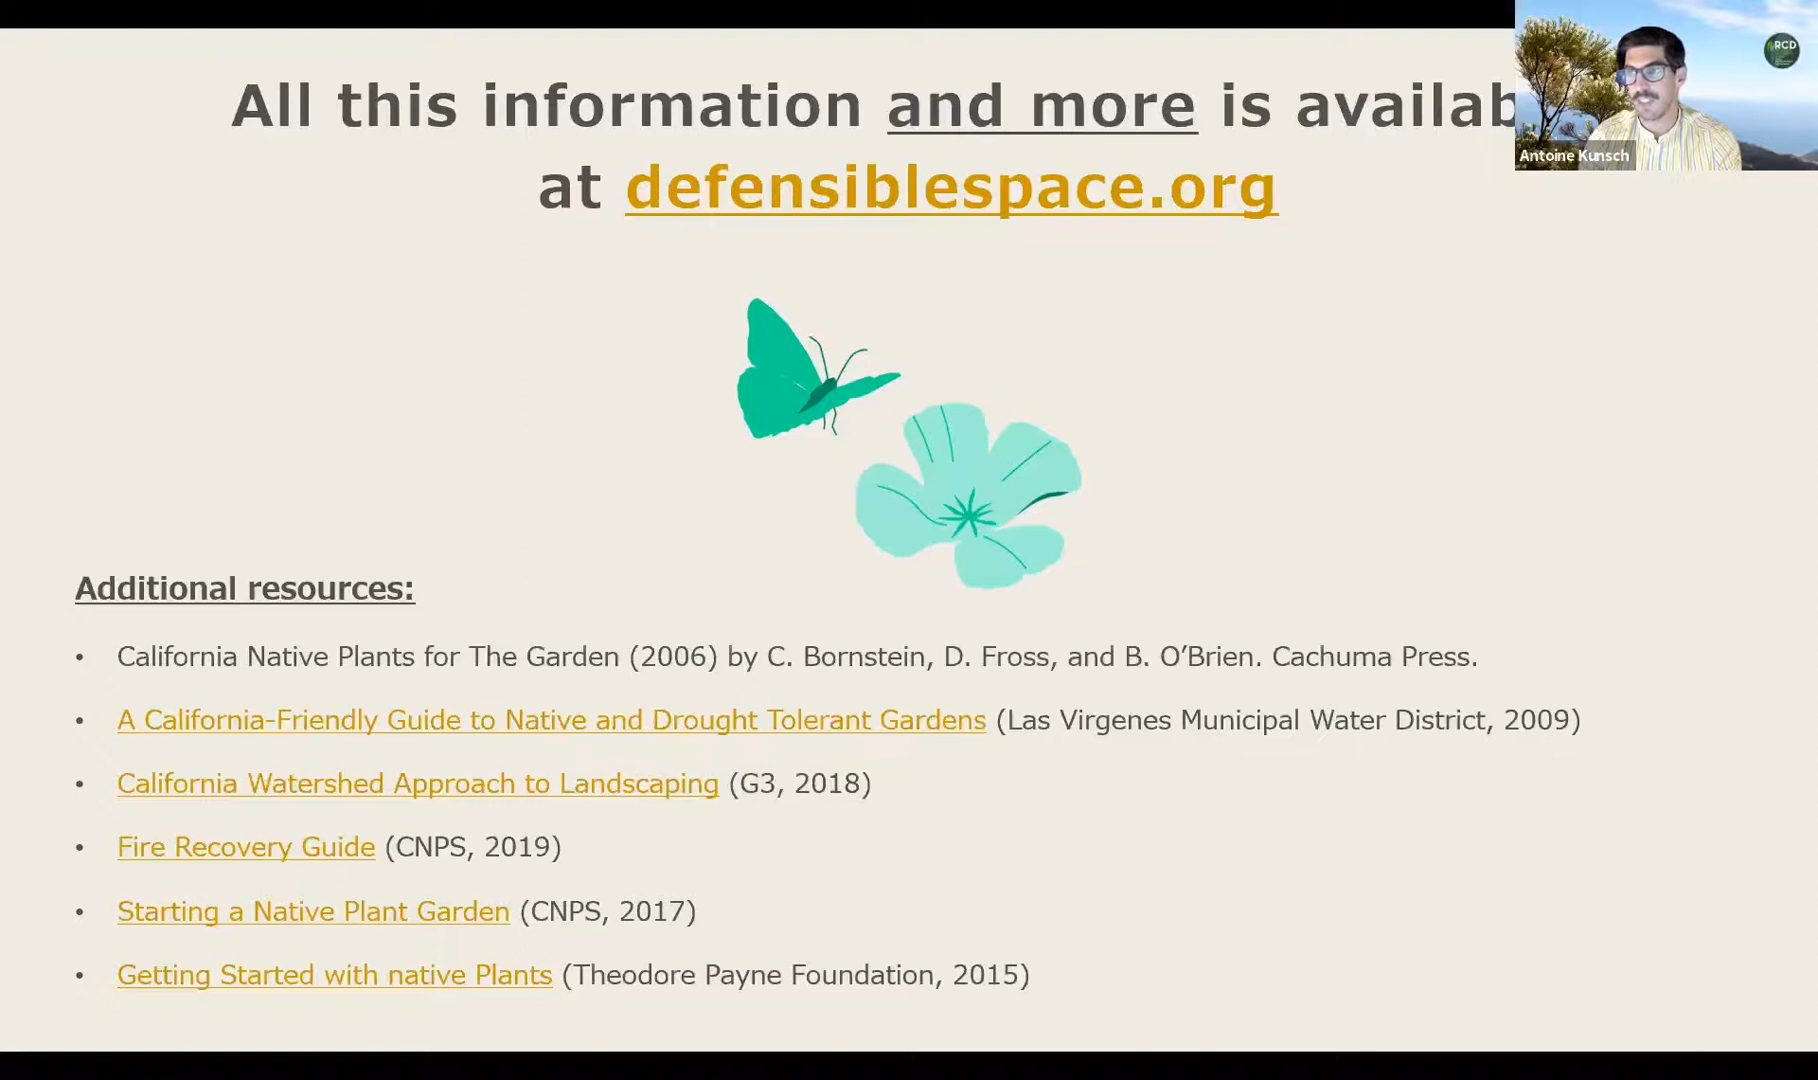 All this information and more is availab
at defensiblespace.org
RCD
Antoine Kunsch
Additional resources:
• California Native Plants for The Garden (2006) by C. Bornstein, D. Fross, and B. O’Brien. Cachuma Press.
• A California-Friendly Guide to Native and Drought Tolerant Gardens (Las Virgenes Municipal Water District, 2009)
• California Watershed Approach to Landscaping (G3, 2018)
• Fire Recovery Guide (CNPS, 2019)
• Starting a Native Plant Garden (CNPS, 2017)
• Getting Started with native Plants (Theodore Payne Foundation, 2015)